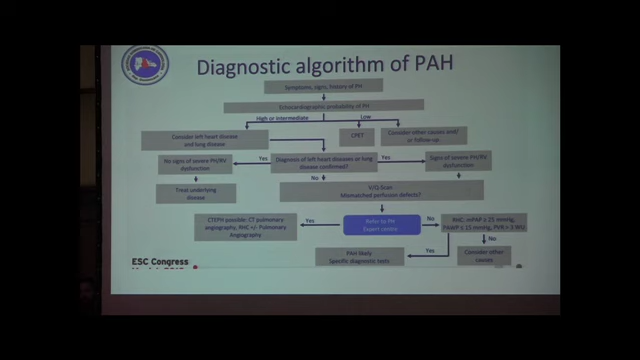 Diagnostic algorithm of PAH
Symptoms, signs, history of PH
Echocardiographic probability of PH
High or intermediate
Low
Consider left heart disease
and lung disease
CPET
Consider other causes and/
or follow-up
No signs of severe PH/RV
dysfunction
Yes
Diagnosis of left heart diseases or lung
disease confirmed?
Yes
Signs of severe PH/RV
dysfunction
No
Treat underlying
disease
V/Q Scan
Mismatched perfusion defects?
CTEPH possible: CT pulmonary
angiography, RHC +/- Pulmonary
Angiography
Yes
Refer to PH
Expert centre
No
RHC: mPAP ≥ 25 mmHg,
PAWP ≤ 15 mmHg, PVR > 3 WU
Yes
No
PAH likely
Specific diagnostic tests
Consider other
causes
ESC Congress